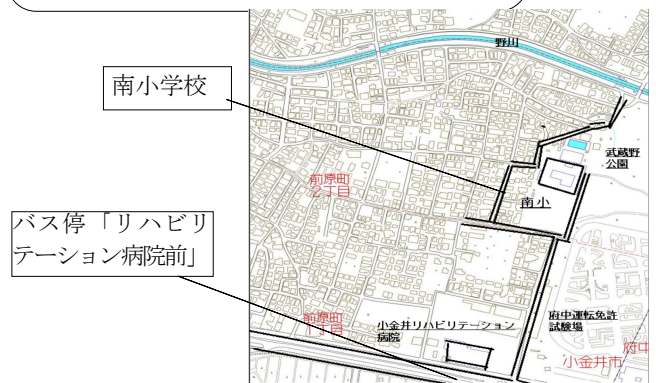 野川
南小学校
武蔵野
公園
前原町
2丁目
南小
バス停「リハビリ
テーション病院前」
前原町
1丁目
小金井リハビリテーション
病院
府中運転免許
試験場
府中
小金井市